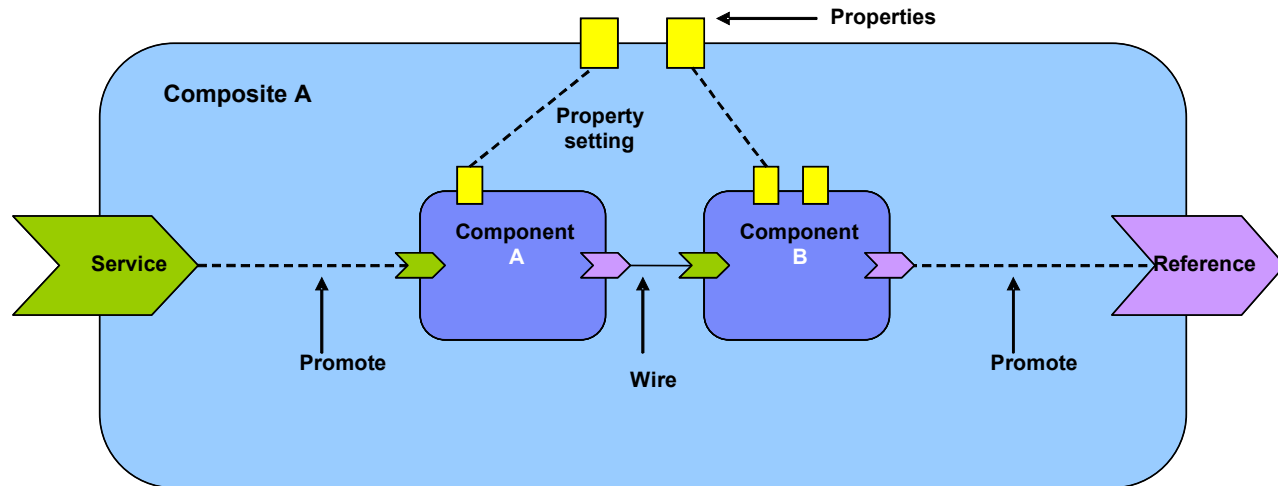 Properties
Composite A
Property
setting
Component
A
Component
B
Service
Reference
Promote
Wire
Promote